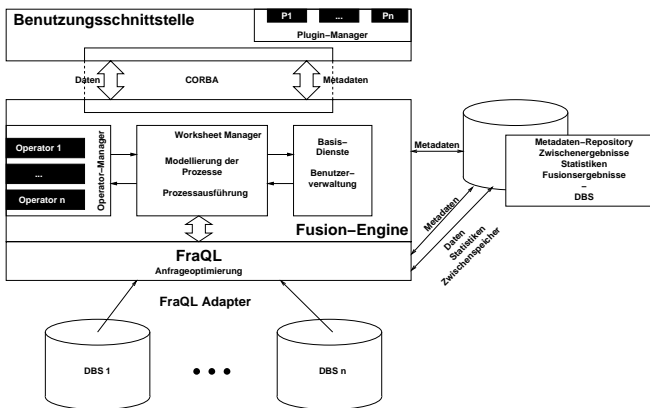 Benutzungsschnittstelle
P1
...
Pn
Plugin−Manager
Daten
CORBA
Metadaten
Operator 1
...
Operator n
Operator−Manager
Worksheet Manager
Modellierung der
Prozesse
Prozessausführung
Basis−
Dienste
Benutzer−
verwaltung
Fusion−Engine
Metadaten
Metadaten−Repository
Zwischenergebnisse
Statistiken
Fusionsergebnisse
−
DBS
Metadaten
Daten
Statistiken
Zwischenspeicher
FraQL
Anfrageoptimierung
FraQL Adapter
DBS 1
DBS n